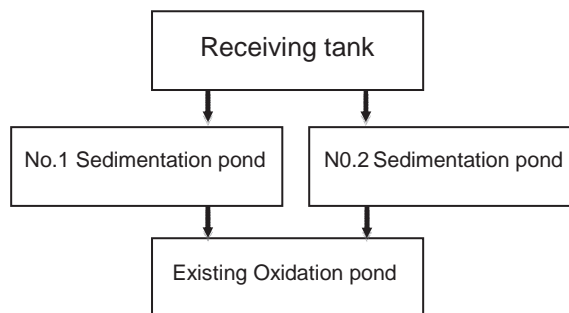 Receiving tank
No.1 Sedimentation pond
N0.2 Sedimentation pond
Existing Oxidation pond